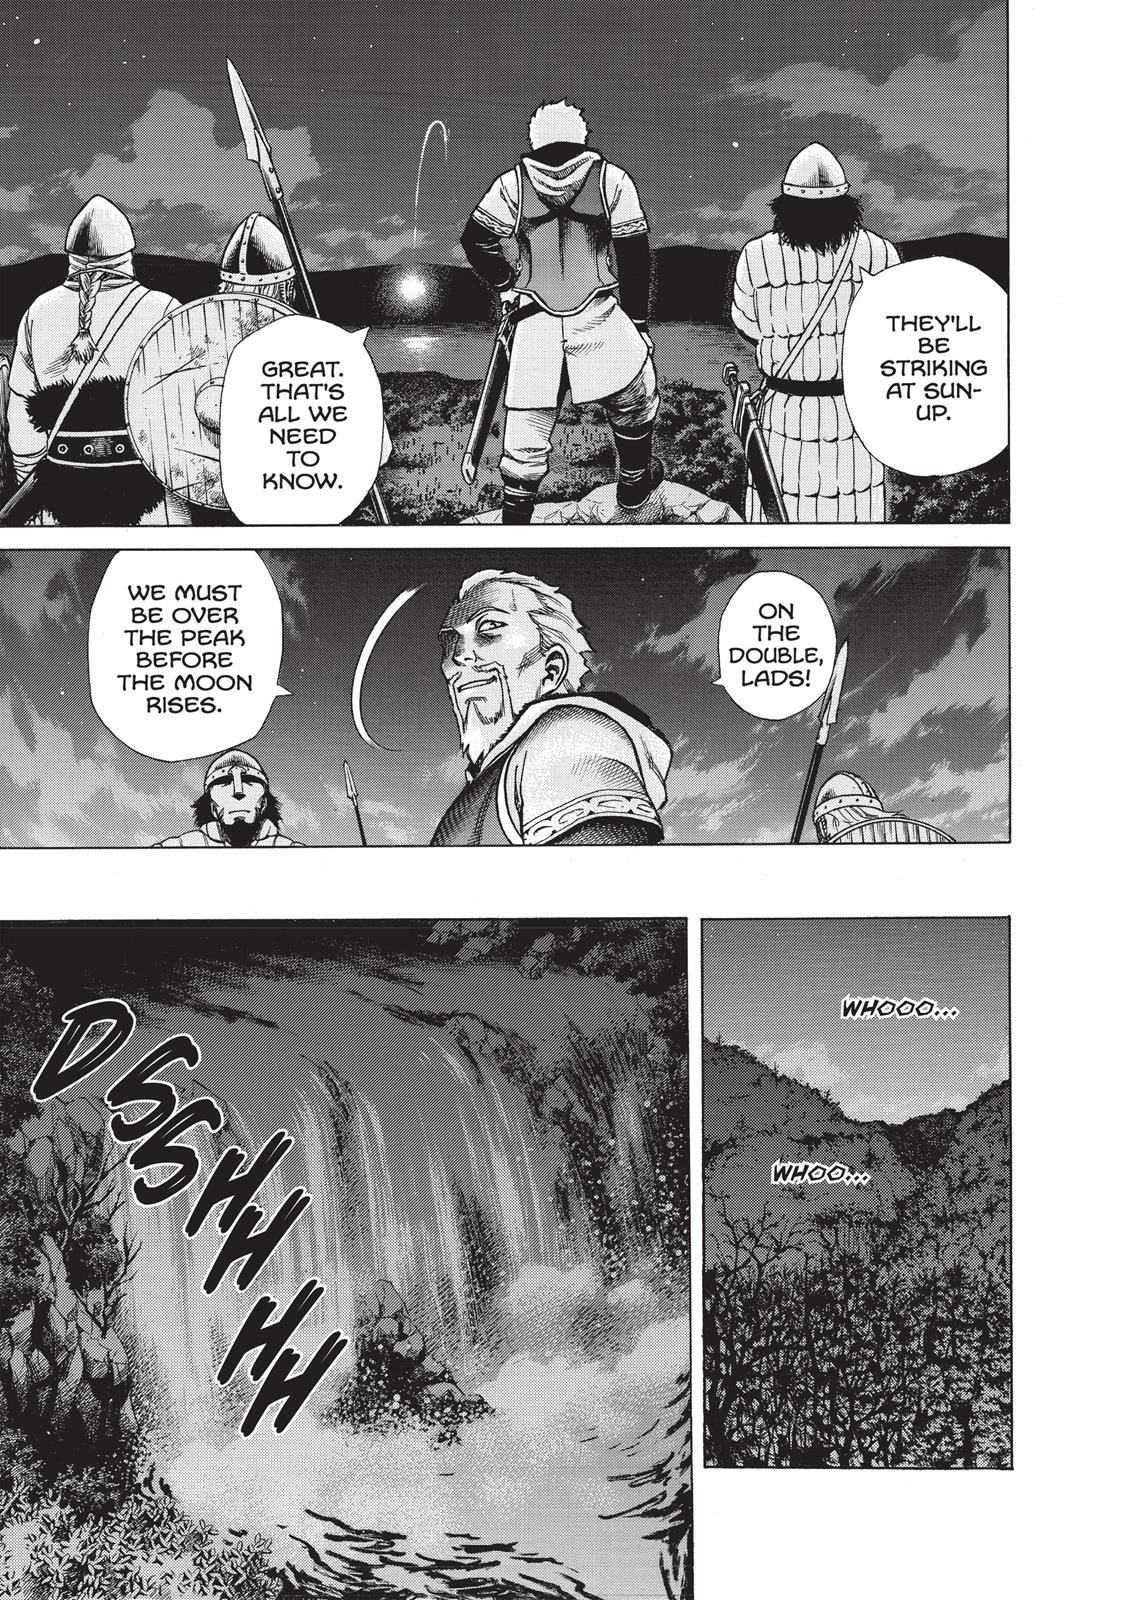 THEY'LL
BE
STRIKING
AT SUN-
UP.
GREAT.
THAT'S
ALL WE
NEED
TO
KNOW.
ON
THE
DOUBLE,
LADS!
WE MUST
BE OVER
THE PEAK
BEFORE
THE MOON
RISES.
WHOOO...
WHOO...
DSSHHHH